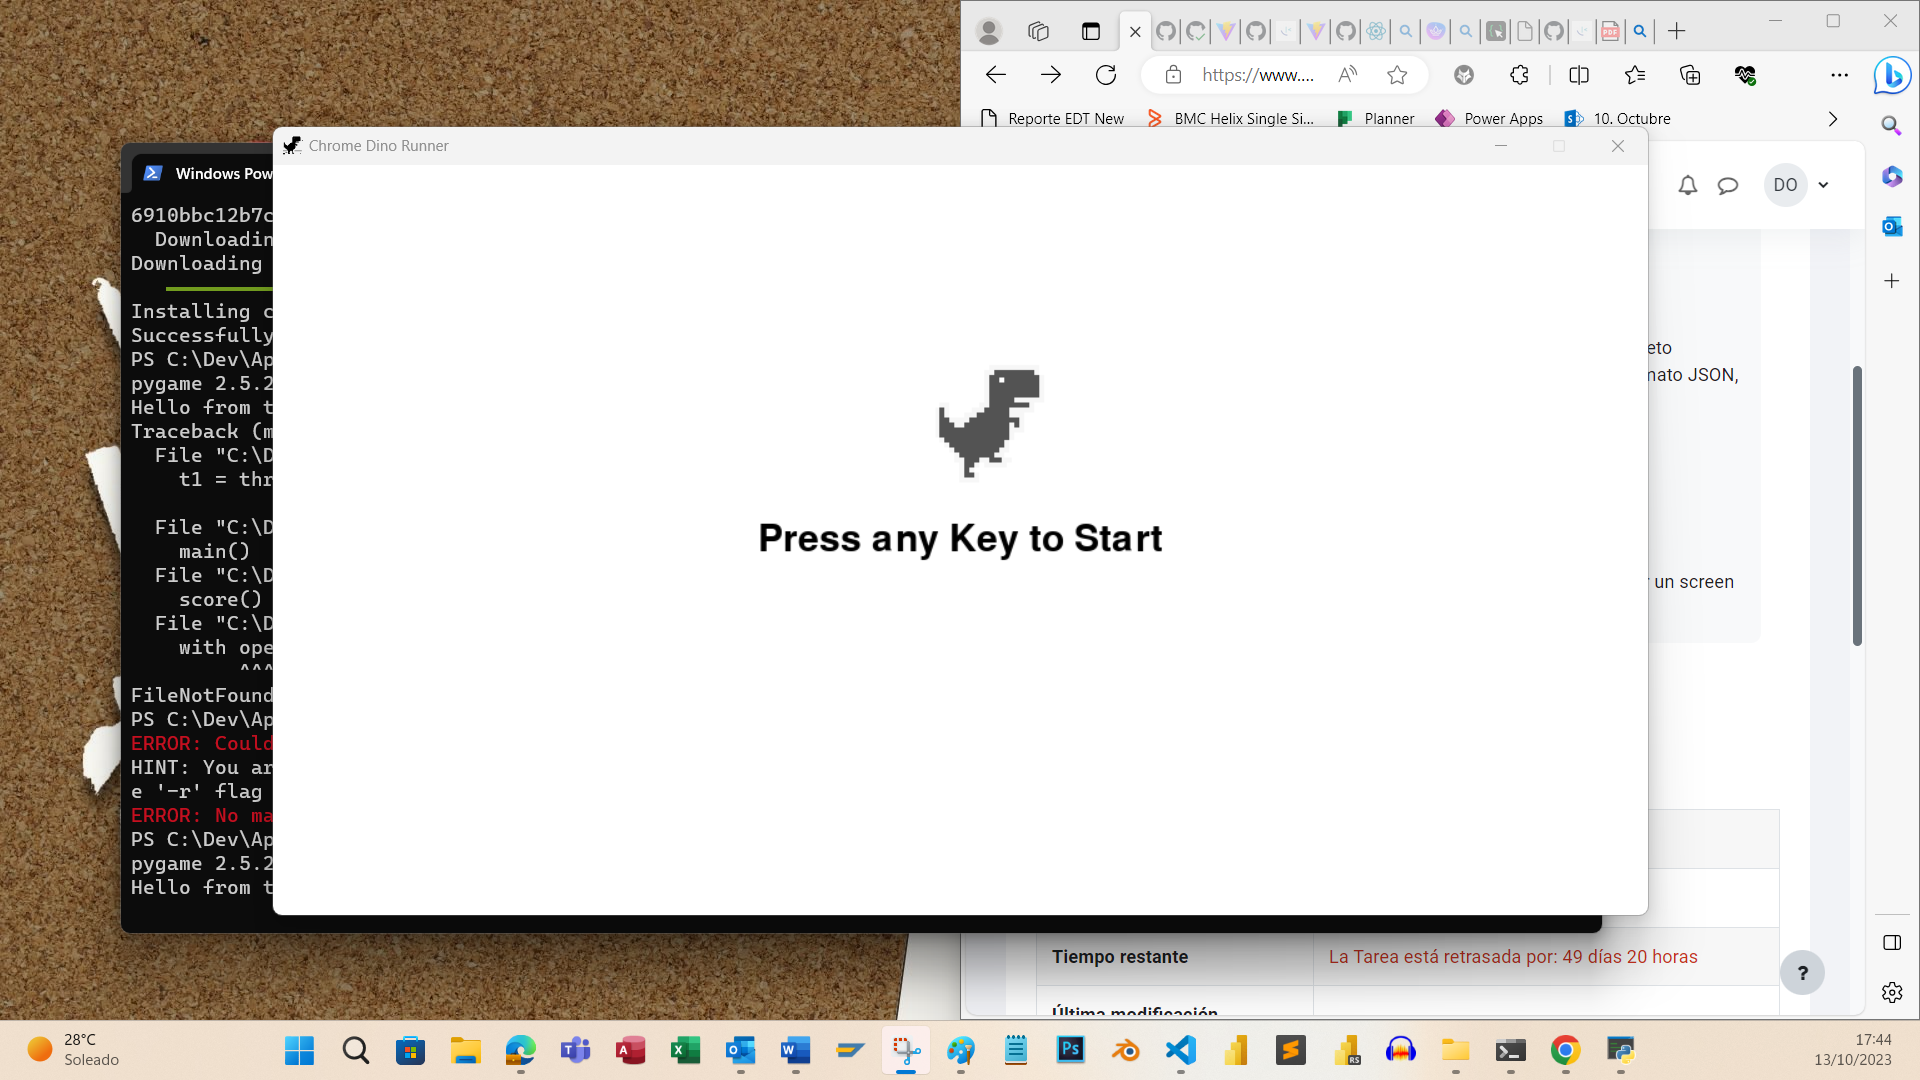 https://www....
Reporte EDT New
BMC Helix Single Si...
Planner
Power Apps
10. Octubre
Chrome Dino Runner
Windows Pow
6910bbc12b7c
Downloadin
Downloading
Installing c
Successfully
PS C:\Dev\Ap
pygame 2.5.2
Hello from t
Traceback (m
File "C:\D
t1 = thr
File "C:\D
main()
File "C:\D
score()
File "C:\D
with ope
^^^
FileNotFound
PS C:\Dev\Ap
ERROR: Could
HINT: You ar
e '-r' flag
ERROR: No ma
PS C:\Dev\Ap
pygame 2.5.2
Hello from t
Press any Key to Start
DO
eto
mato JSON,
r un screen
Tiempo restante
La Tarea está retrasada por: 49 días 20 horas
Última modificación
?
28°C
Soleado
17:44
13/10/2023